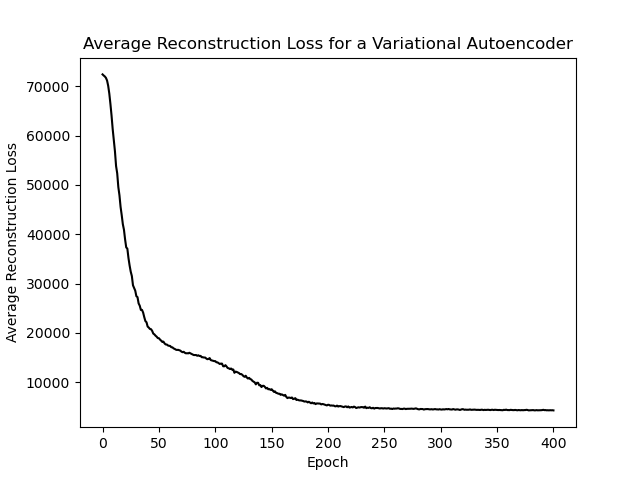 Average Reconstruction Loss for a Variational Autoencoder
Average Reconstruction Loss
70000
60000
50000
40000
30000
20000
10000
0 50 100 150 200 250 300 350 400
Epoch